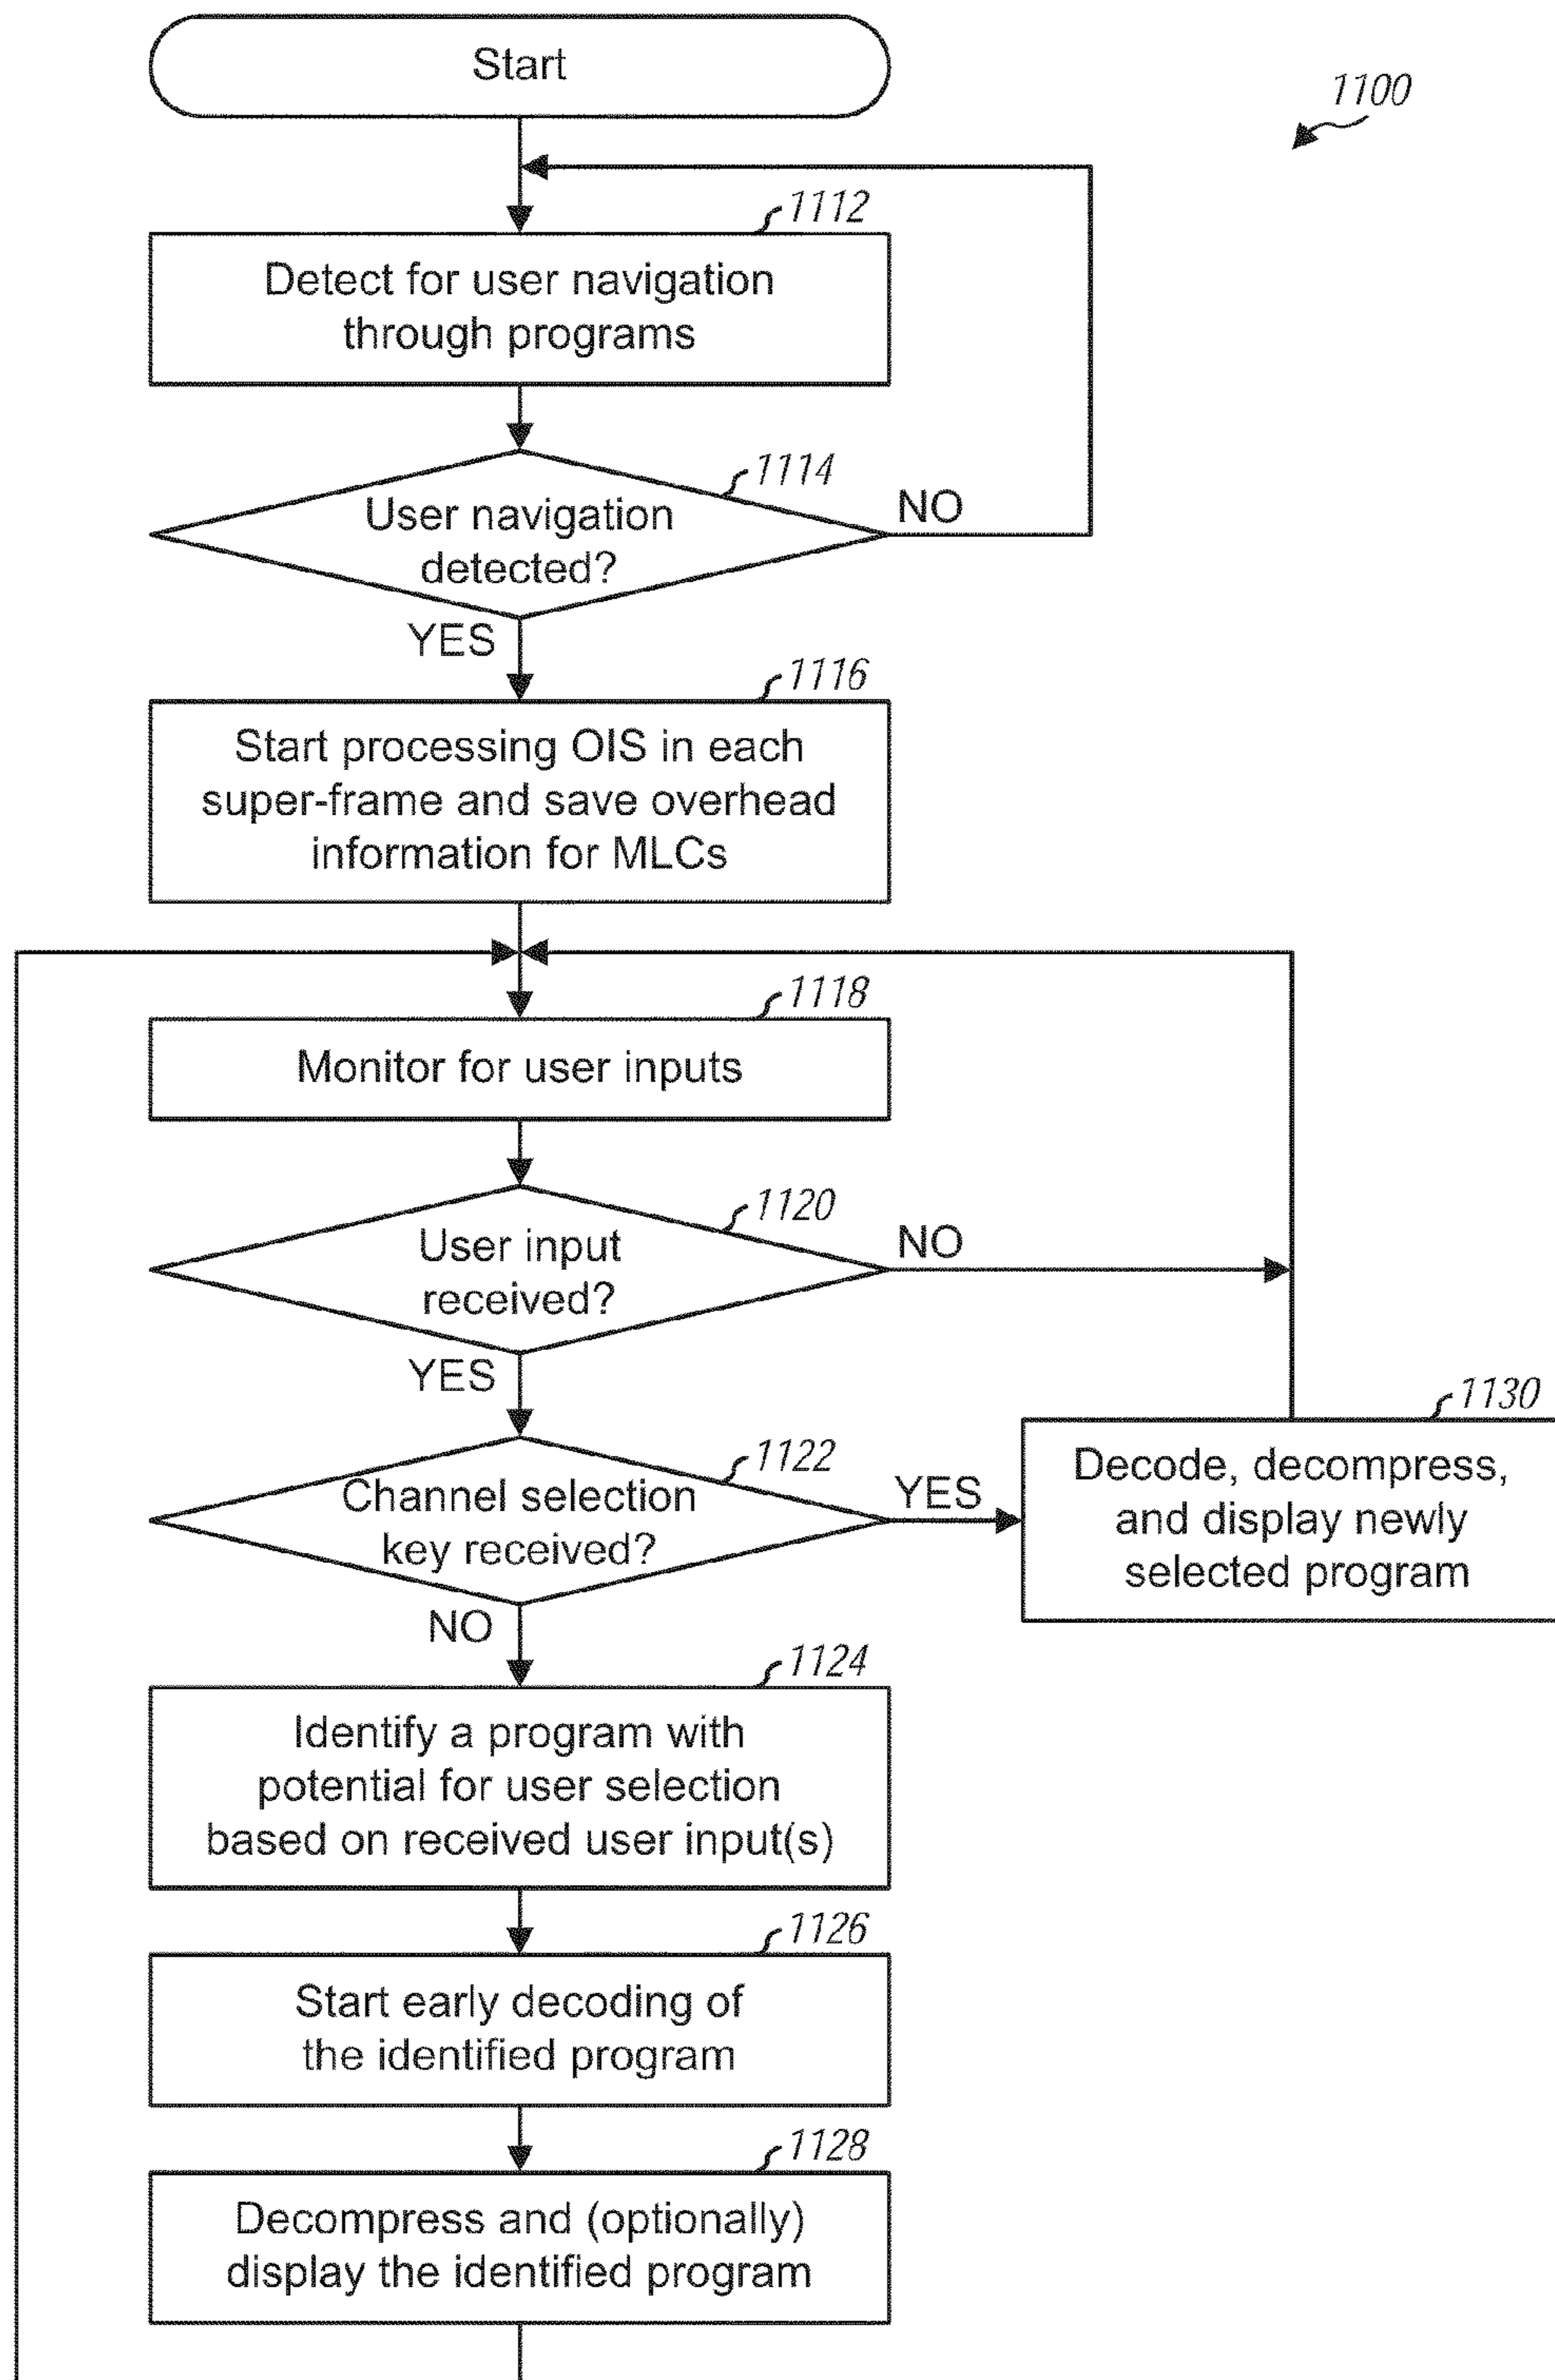 Start
1100
1112
Detect for user navigation
through programs
1114
User navigation
detected?
NO
YES
1116
Start processing OIS in each
super-frame and save overhead
information for MLCs
1118
Monitor for user inputs
1120
User input
received?
NO
YES
1122
Channel selection
key received?
YES
1130
Decode, decompress,
and display newly
selected program
NO
1124
Identify a program with
potential for user selection
based on received user input(s)
1126
Start early decoding of
the identified program
1128
Decompress and (optionally)
display the identified program